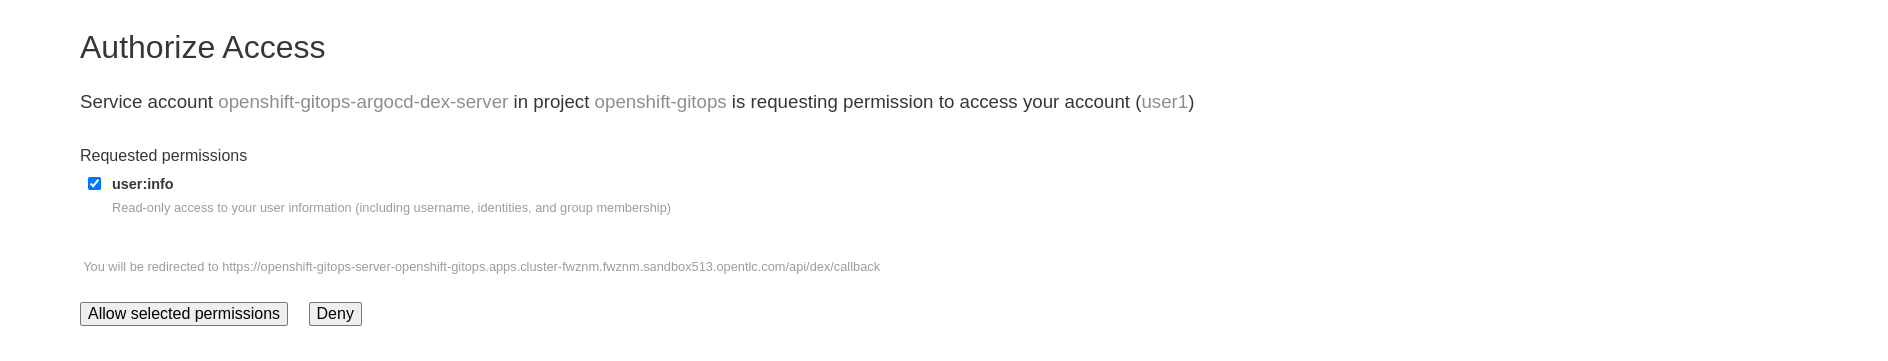 Authorize Access
Service account openshift-gitops-argocd-dex-server in project openshift-gitops is requesting permission to access your account (user1)
Requested permissions
user:info
Read-only access to your user information (including username, identities, and group membership)
You will be redirected to https://openshift-gitops-server-openshift-gitops.apps.cluster-fwznm.fwznm.sandbox513.opentlc.com/api/dex/callback
Allow selected permissions Deny